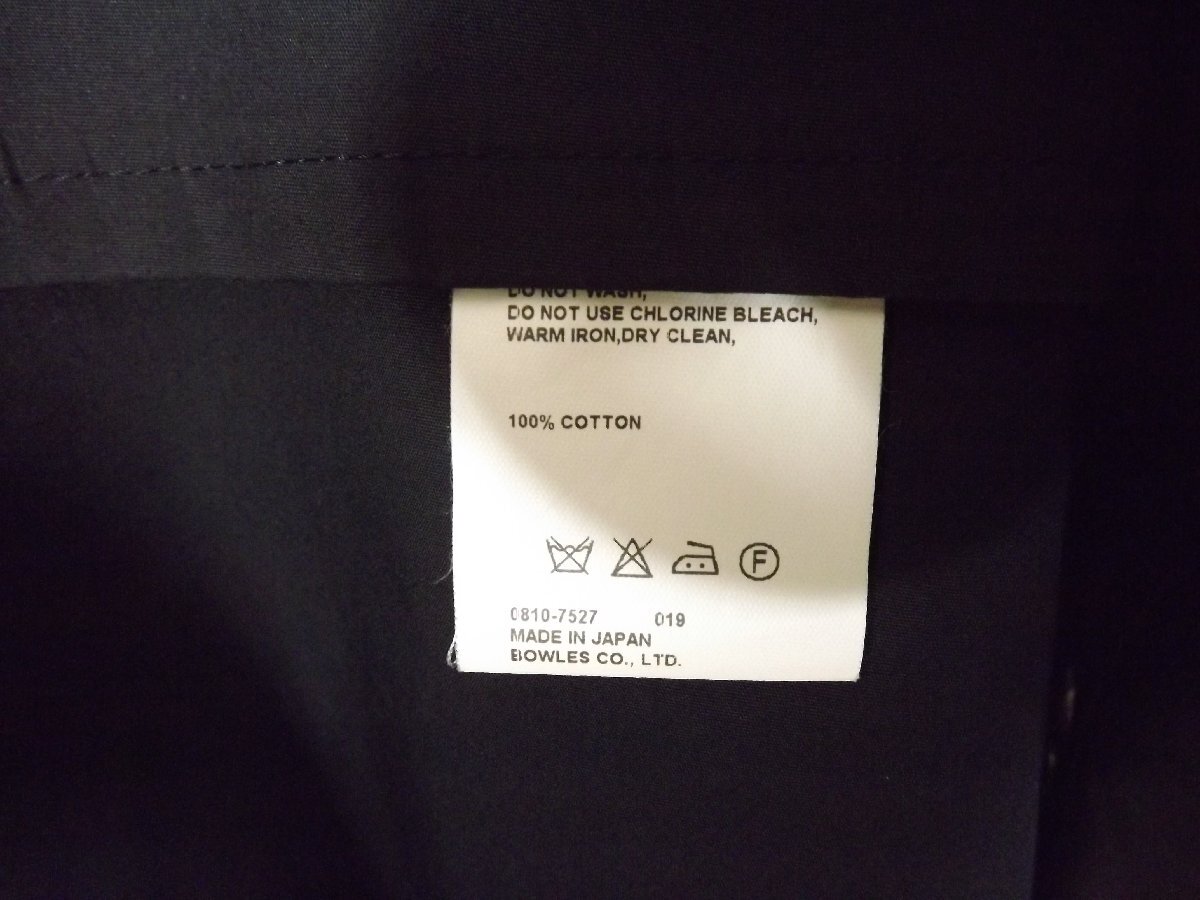 DO NOT WASH,
DO NOT USE CHLORINE BLEACH,
WARM IRON,DRY CLEAN,
100% COTTON
F
0810-7527 019
MADE IN JAPAN
BOWLES CO., LTD.